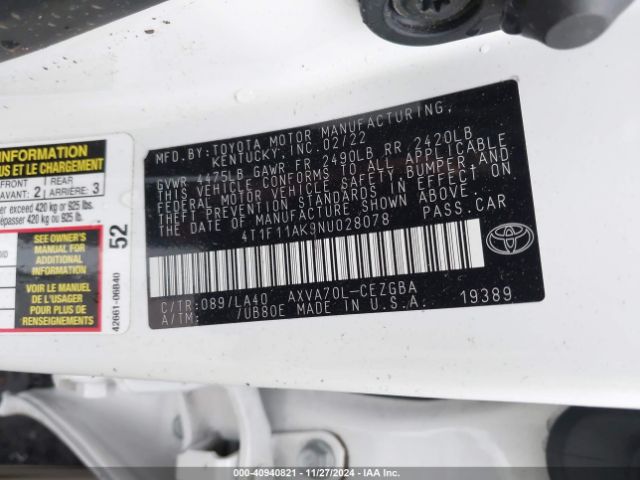 MFD.BY:TOYOTA MOTOR MANUFACTURING,
KENTUCKY, INC. 02/22
GVWR 4475LB GAWR FR 2490LB RR 2420LB
THIS VEHICLE CONFORMS TO ALL APPLICABLE
FEDERAL MOTOR VEHICLE SAFETY BUMPER AND
THEFT PREVENTION STANDARDS IN EFFECT ON
THE DATE OF MANUFACTURE SHOWN ABOVE.
4T1F11AK9NU028078 PASS.CAR
C/TR:089/LA40 AXVA70L-CEZGBA
A/TM: /UB80E MADE IN U.S.A. 19389
INFORMATION
US ET LE CHARGEMENT
FRONT
AVANT: 2
REAR
ARRIÈRE: 3
er exceed 420 kg or 925 lbs.
épasser 420 kg ou 925 lb.
SEE OWNER'S
MANUAL FOR
ADDITIONAL
INFORMATION
VOIR LE MANUEL
DE L'USAGER
POUR PLUS DE
RENSEIGNEMENTS
52
42661-06B40
000-40940821 - 11/27/2024 - IAA Inc.